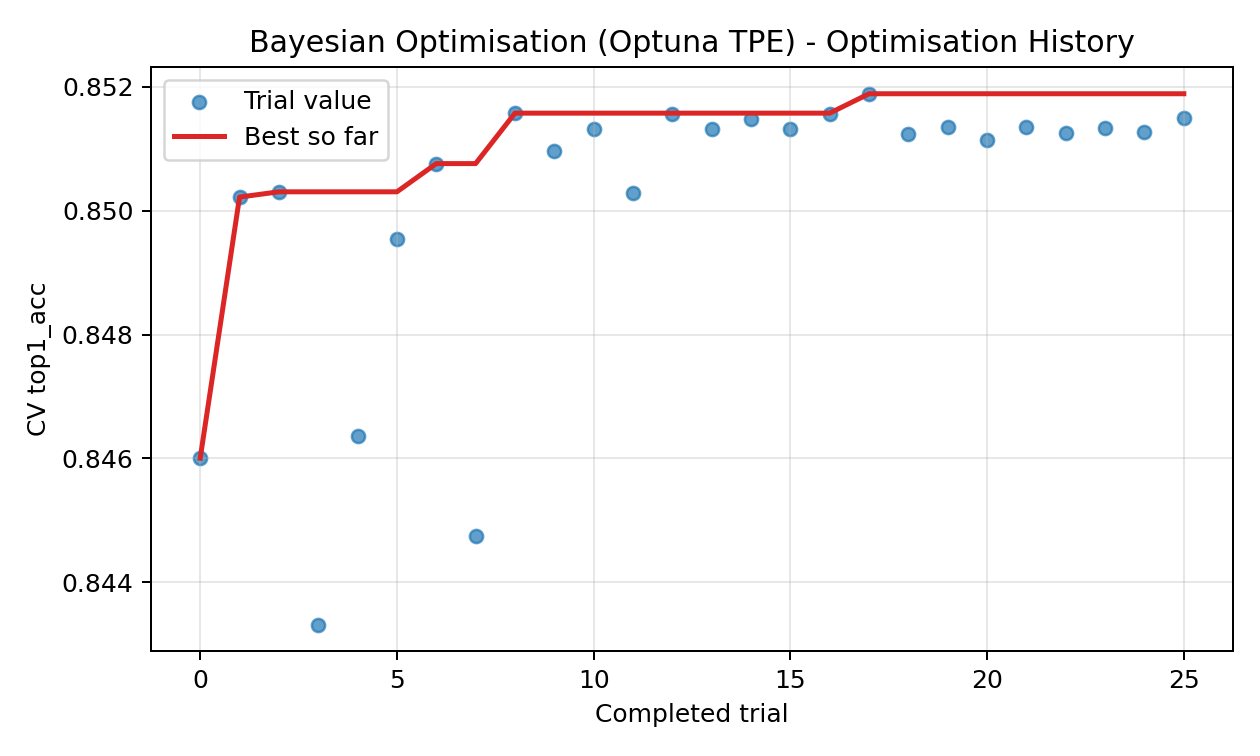 Bayesian Optimisation (Optuna TPE) - Optimisation History
Trial value
Best so far
CV top1_acc
0.852
0.850
0.848
0.846
0.844
0
5
10
15
20
25
Completed trial